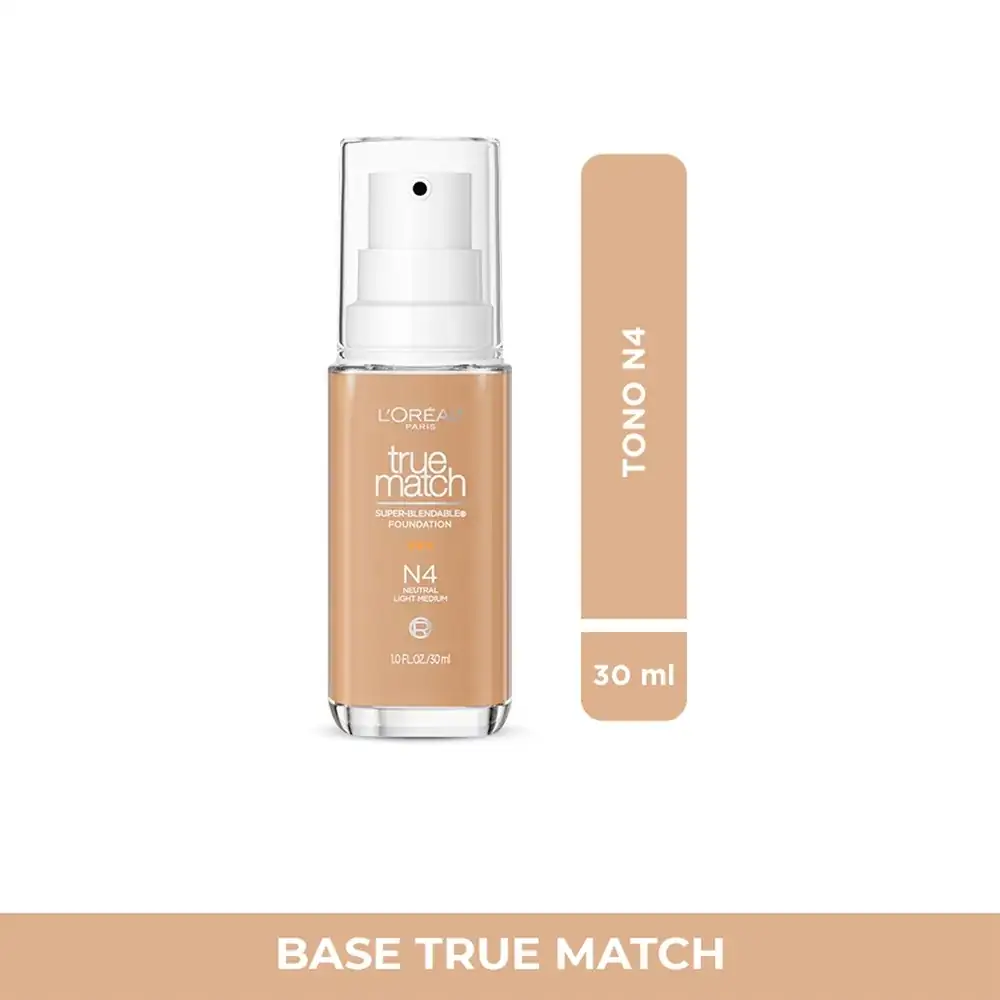 L'ORÉAL
PARIS
true
match
SUPER-BLENDABLE®
FOUNDATION
N4
NEUTRAL
LIGHT MEDIUM
1.0 FL.OZ./30 ml
TONO N4
30 ml
BASE TRUE MATCH